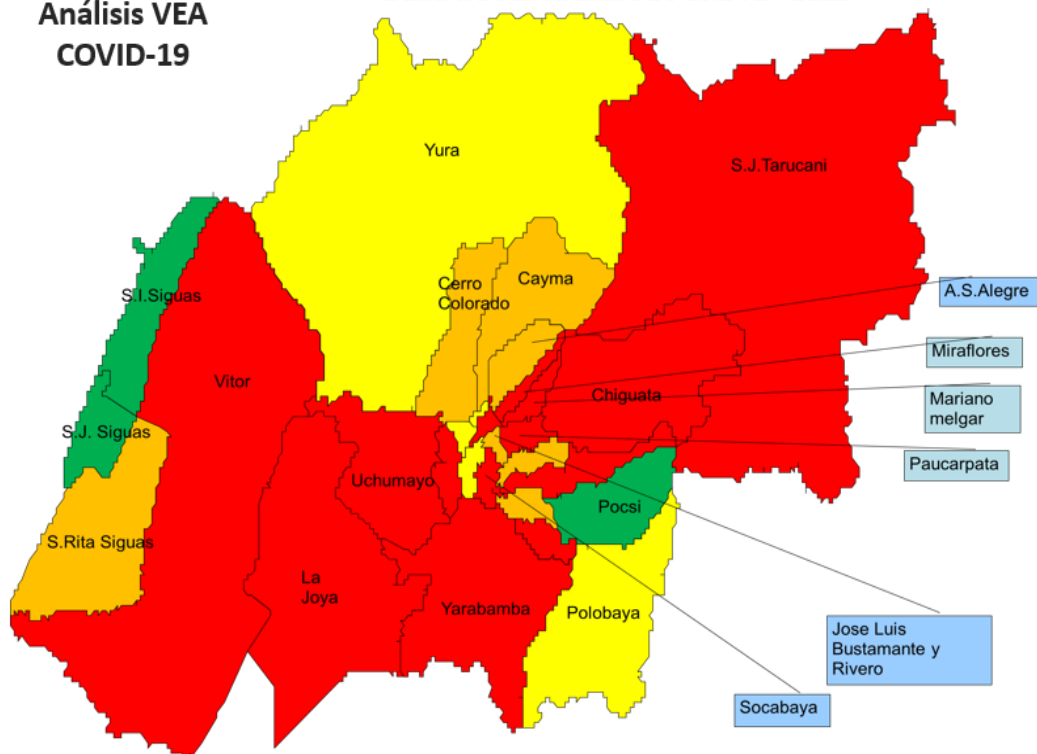 Análisis VEA
COVID-19
Yura
S.J.Tarucani
Cerro
Colorado
Cayma
A.S.Alegre
S.I.Siguas
Miraflores
Vitor
Chiguata
Mariano
melgar
S.J. Siguas
Paucarpata
Uchumayo
Pocsi
S.Rita Siguas
La
Joya
Yarabamba
Polobaya
Jose Luis
Bustamante y
Rivero
Socabaya